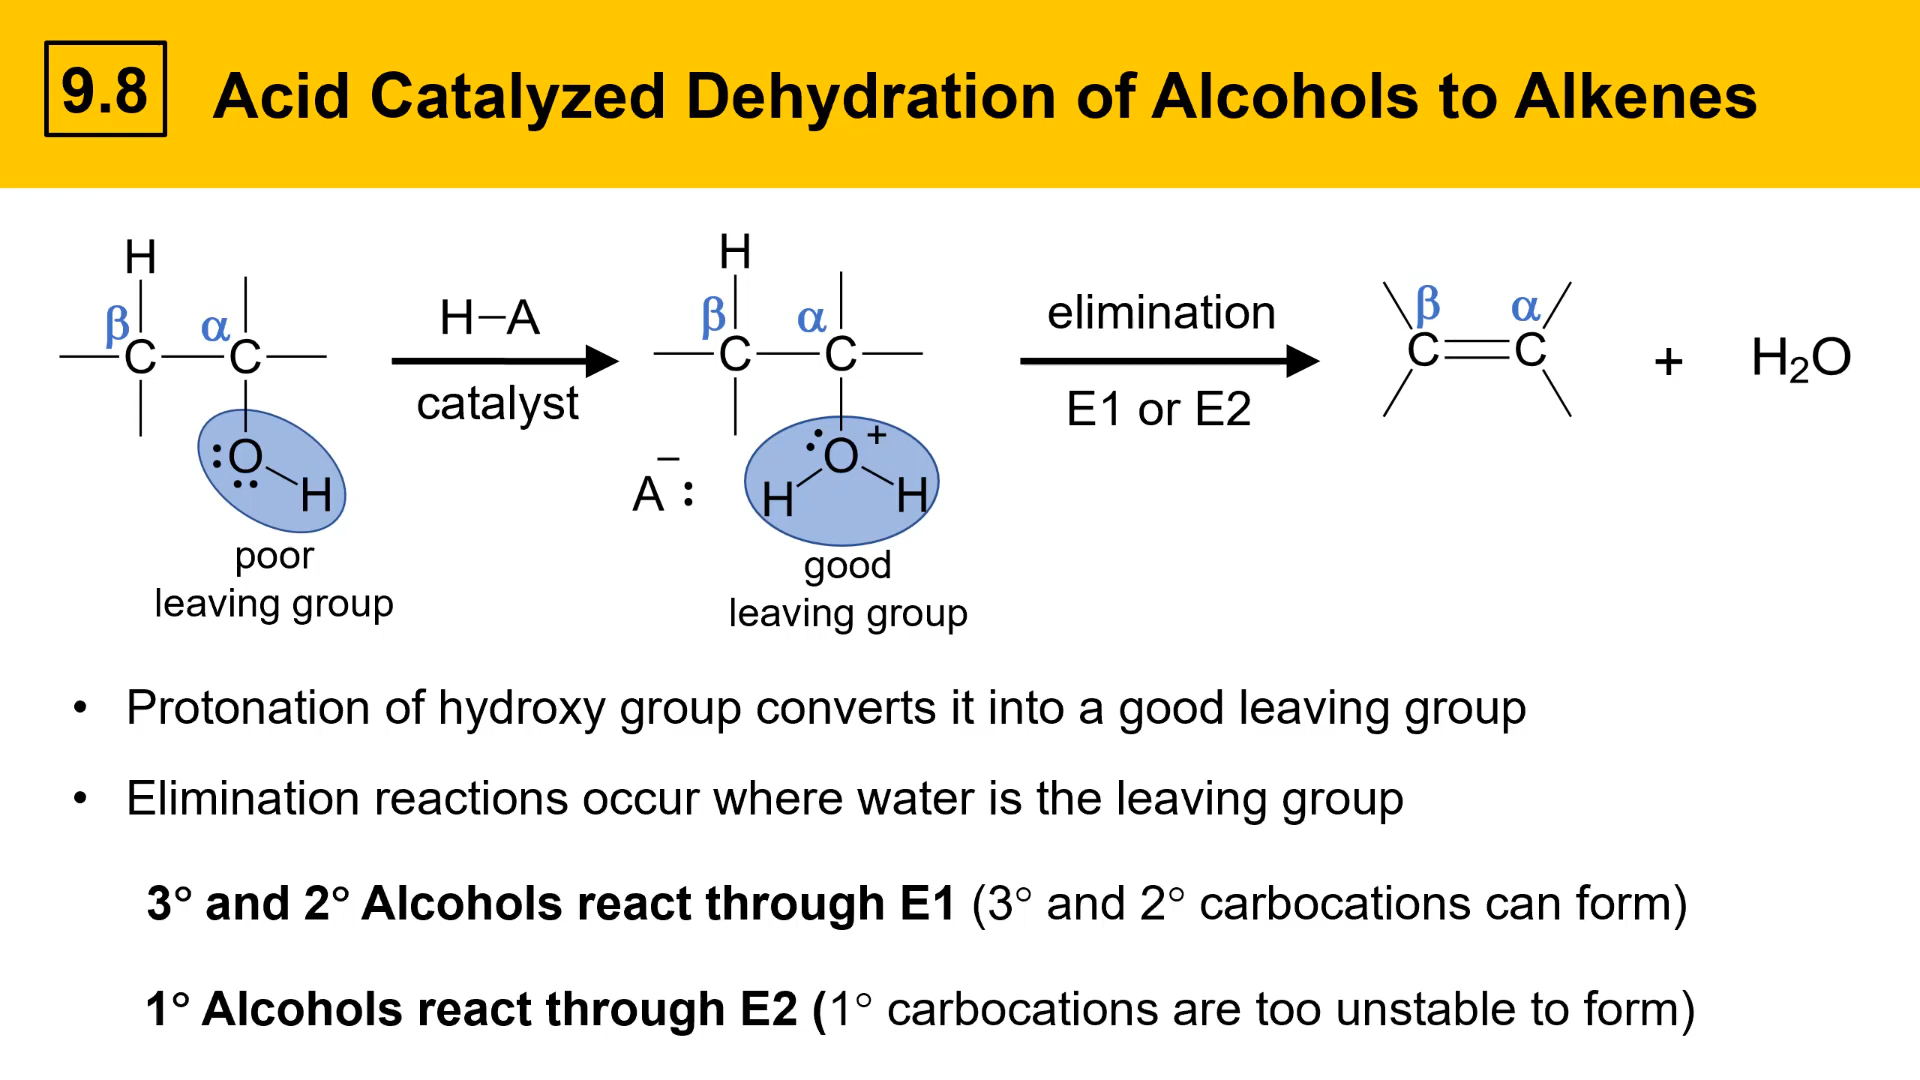 9.8 Acid Catalyzed Dehydration of Alcohols to Alkenes
H H
β α H–A β α elimination β α
C C C C C C + H₂O
catalyst E1 or E2
:O: H A:⁻ :O⁺ H H
poor leaving group
good leaving group
• Protonation of hydroxy group converts it into a good leaving group
• Elimination reactions occur where water is the leaving group
3° and 2° Alcohols react through E1 (3° and 2° carbocations can form)
1° Alcohols react through E2 (1° carbocations are too unstable to form)